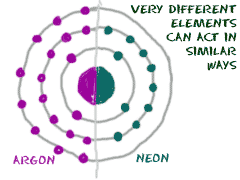 VERY DIFFERENT
ELEMENTS
CAN ACT IN
SIMILAR
WAYS
ARGON
NEON